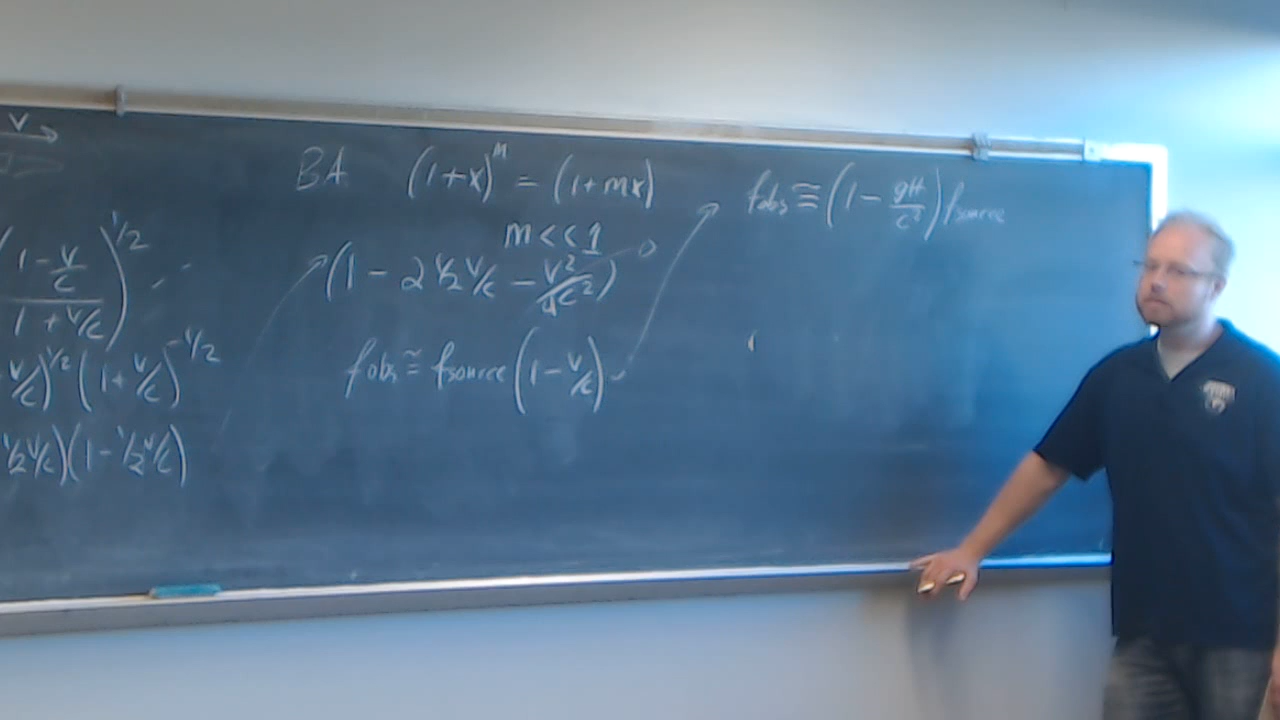 V →
( (1 - V/C) / (1 + V/C) )^1/2
V/C)^1/2 (1 + V/C)^-1/2
1/2 V/C)(1 - 1/2 V/C)
BA (1+x)^m = (1+mx)
m << 1
(1 - 2 1/2 V/C - V²/4C²) → 0
fobs ≅ fsource (1 - V/C)
fobs ≅ (1 - gH/C²) fsource